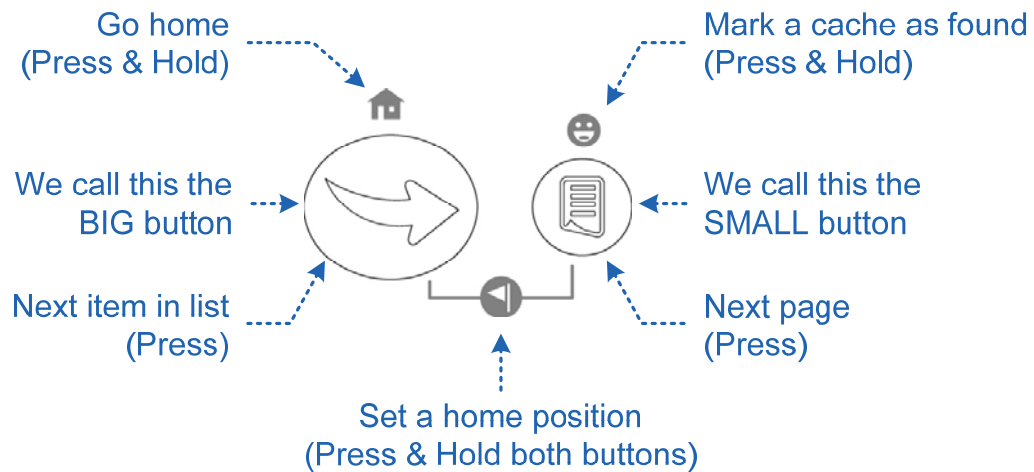 Go home
(Press & Hold)
Mark a cache as found
(Press & Hold)
We call this the
BIG button
We call this the
SMALL button
Next item in list
(Press)
Next page
(Press)
Set a home position
(Press & Hold both buttons)